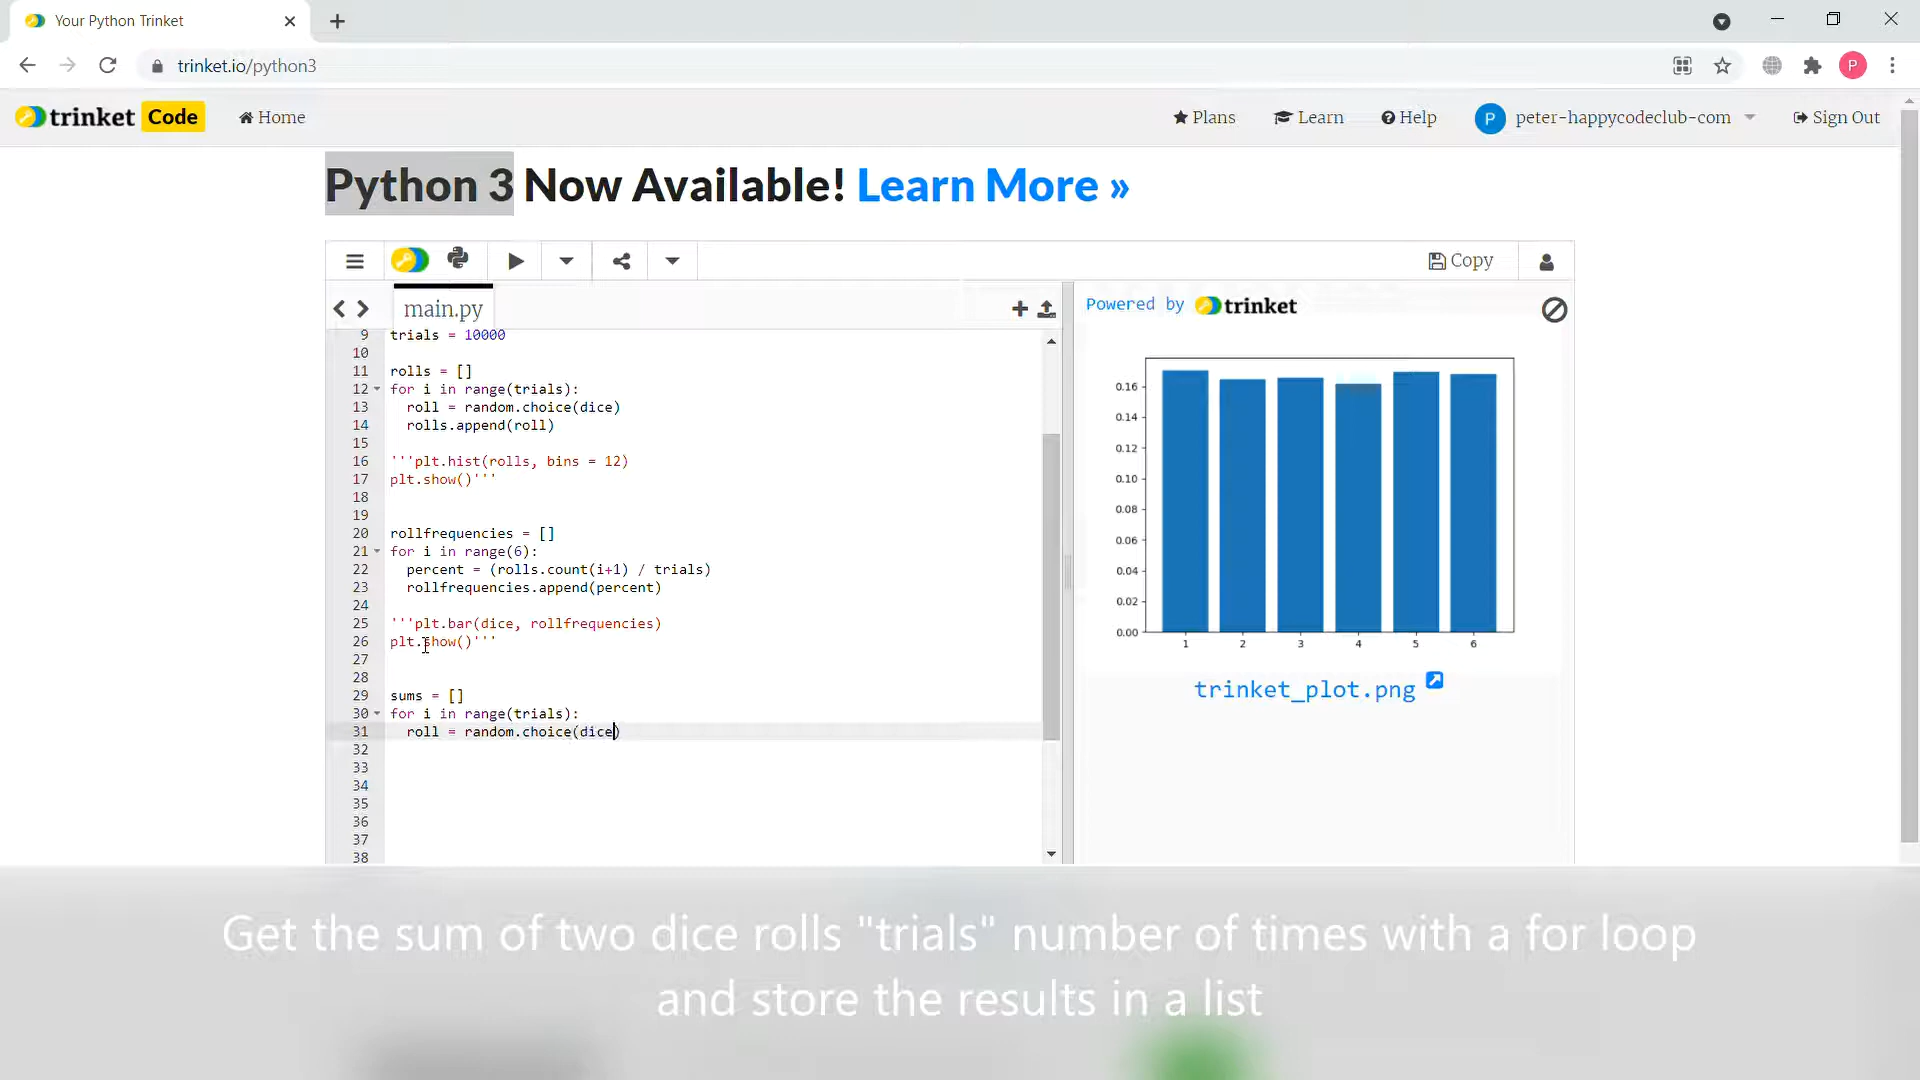 Your Python Trinket
trinket.io/python3
P
trinket Code
Home
Plans
Learn
Help
P
peter-happycodeclub-com
Sign Out
Python 3 Now Available! Learn More »
Copy
main.py
Powered by trinket
9 trials = 10000
10
11 rolls = []
12 for i in range(trials):
13 roll = random.choice(dice)
14 rolls.append(roll)
15
16 '''plt.hist(rolls, bins = 12)
17 plt.show()'''
18
19
20 rollfrequencies = []
21 for i in range(6):
22 percent = (rolls.count(i+1) / trials)
23 rollfrequencies.append(percent)
24
25 '''plt.bar(dice, rollfrequencies)
26 plt.show()'''
27
28
29 sums = []
30 for i in range(trials):
31 roll = random.choice(dice)
32
33
34
35
36
37
38
0.16
0.14
0.12
0.10
0.08
0.06
0.04
0.02
0.00
1 2 3 4 5 6
trinket_plot.png
Get the sum of two dice rolls "trials" number of times with a for loop
and store the results in a list